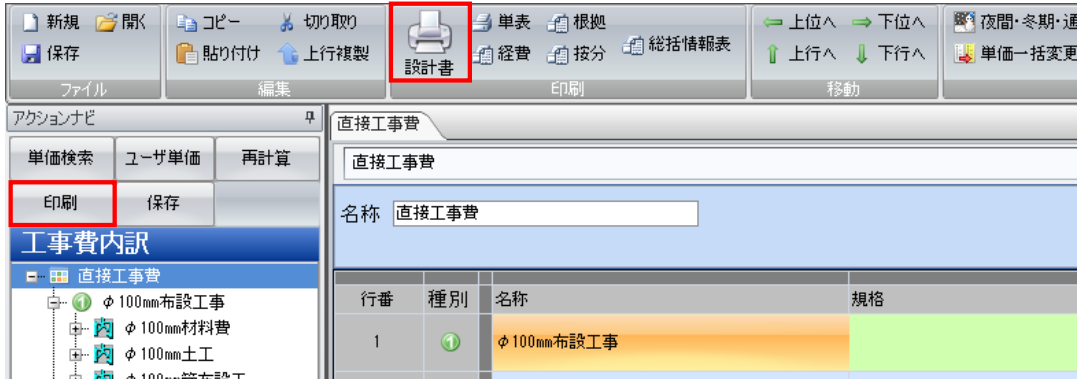 新規 開く コピー 切り取り 単表 根拠 上位へ 下位へ 夜間・冬期・通
保存 貼り付け 上行複製 設計書 経費 按分 総括情報表 上行へ 下行へ 単価一括変更
ファイル 編集 印刷 移動
アクションナビ 直接工事費
単価検索 ユーザ単価 再計算 直接工事費
印刷 保存 名称 直接工事費
工事費内訳
直接工事費
φ100mm布設工事 行番 種別 名称 規格
内 φ100mm材料費 1 1 φ100mm布設工事
内 φ100mm土工